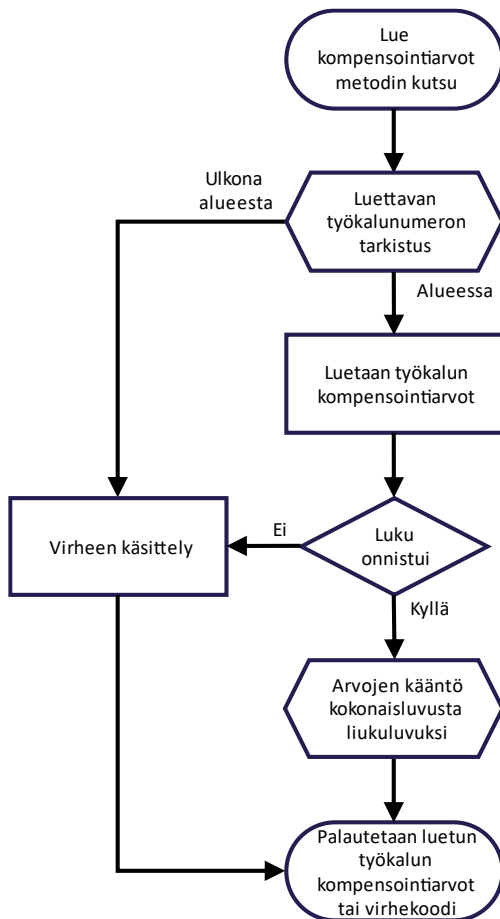 Lue
kompensointiarvot
metodin kutsu
Ulkona
alueesta
Luettavan
työkalunumeron
tarkistus
Alueessa
Luetaan työkalun
kompensointiarvot
Virheen käsittely
Ei
Luku
onnistui
Kyllä
Arvojen kääntö
kokonaisluvusta
liukuluvuksi
Palautetaan luetun
työkalun
kompensointiarvot
tai virhekoodi